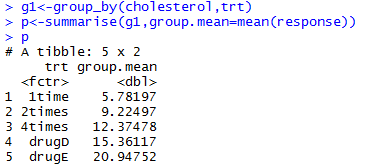 > g1<-group_by(cholesterol,trt)
> p<-summarise(g1,group.mean=mean(response))
> p
# A tibble: 5 x 2
trt group.mean
<fctr> <dbl>
1 1time 5.78197
2 2times 9.22497
3 4times 12.37478
4 drugD 15.36117
5 drugE 20.94752